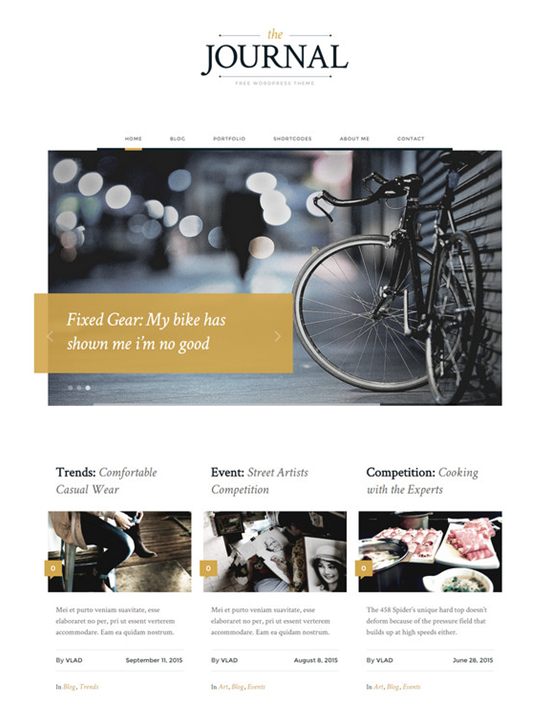 the
JOURNAL
FREE WORDPRESS THEME
HOME BLOG PORTFOLIO SHORTCODES ABOUT ME CONTACT
Fixed Gear: My bike has
shown me i'm no good
Trends: Comfortable
Casual Wear
0
Mei et purto veniam suavitate, esse
elaboraret no per, pri ut essent verterem
accommodare. Eam ea quidam nostrum.
By VLAD September 11, 2015
In Blog, Trends
Event: Street Artists
Competition
0
Mei et purto veniam suavitate, esse
elaboraret no per, pri ut essent verterem
accommodare. Eam ea quidam nostrum.
By VLAD August 8, 2015
In Art, Blog, Events
Competition: Cooking
with the Experts
0
The 458 Spider's unique hard top doesn't
deform because of the pressure field that
builds up at high speeds either.
By VLAD June 28, 2015
In Art, Blog, Events